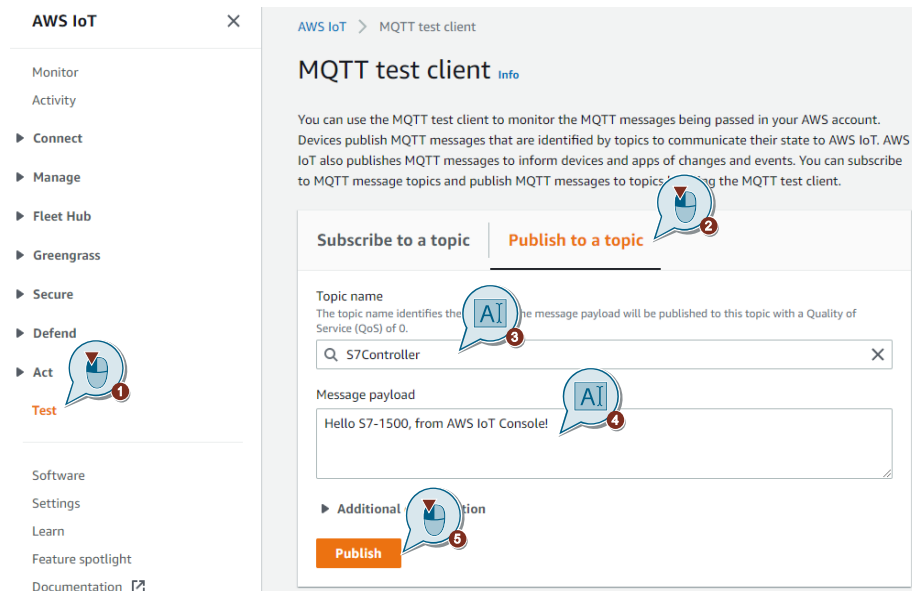 AWS IoT
Monitor
Activity
Connect
Manage
Fleet Hub
Greengrass
Secure
Defend
Act
1
Test
Software
Settings
Learn
Feature spotlight
Documentation
AWS IoT > MQTT test client
MQTT test client Info
You can use the MQTT test client to monitor the MQTT messages being passed in your AWS account.
Devices publish MQTT messages that are identified by topics to communicate their state to AWS IoT. AWS
IoT also publishes MQTT messages to inform devices and apps of changes and events. You can subscribe
to MQTT message topics and publish MQTT messages to topics the MQTT test client.
2
Subscribe to a topic Publish to a topic
Topic name
The topic name identifies the message payload will be published to this topic with a Quality of
Service (QoS) of 0.
A
3
S7Controller
Message payload
A
4
Hello S7-1500, from AWS IoT Console!
Additional
5
Publish